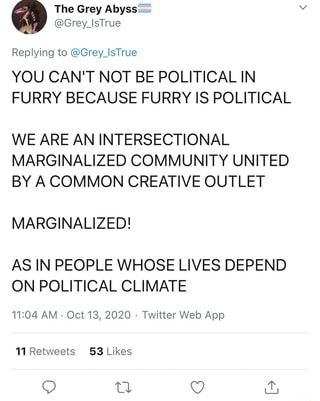 The Grey Abyss
@Grey_IsTrue
Replying to @Grey_IsTrue
YOU CAN'T NOT BE POLITICAL IN
FURRY BECAUSE FURRY IS POLITICAL
WE ARE AN INTERSECTIONAL
MARGINALIZED COMMUNITY UNITED
BY A COMMON CREATIVE OUTLET
MARGINALIZED!
AS IN PEOPLE WHOSE LIVES DEPEND
ON POLITICAL CLIMATE
11:04 AM · Oct 13, 2020 · Twitter Web App
11 Retweets 53 Likes